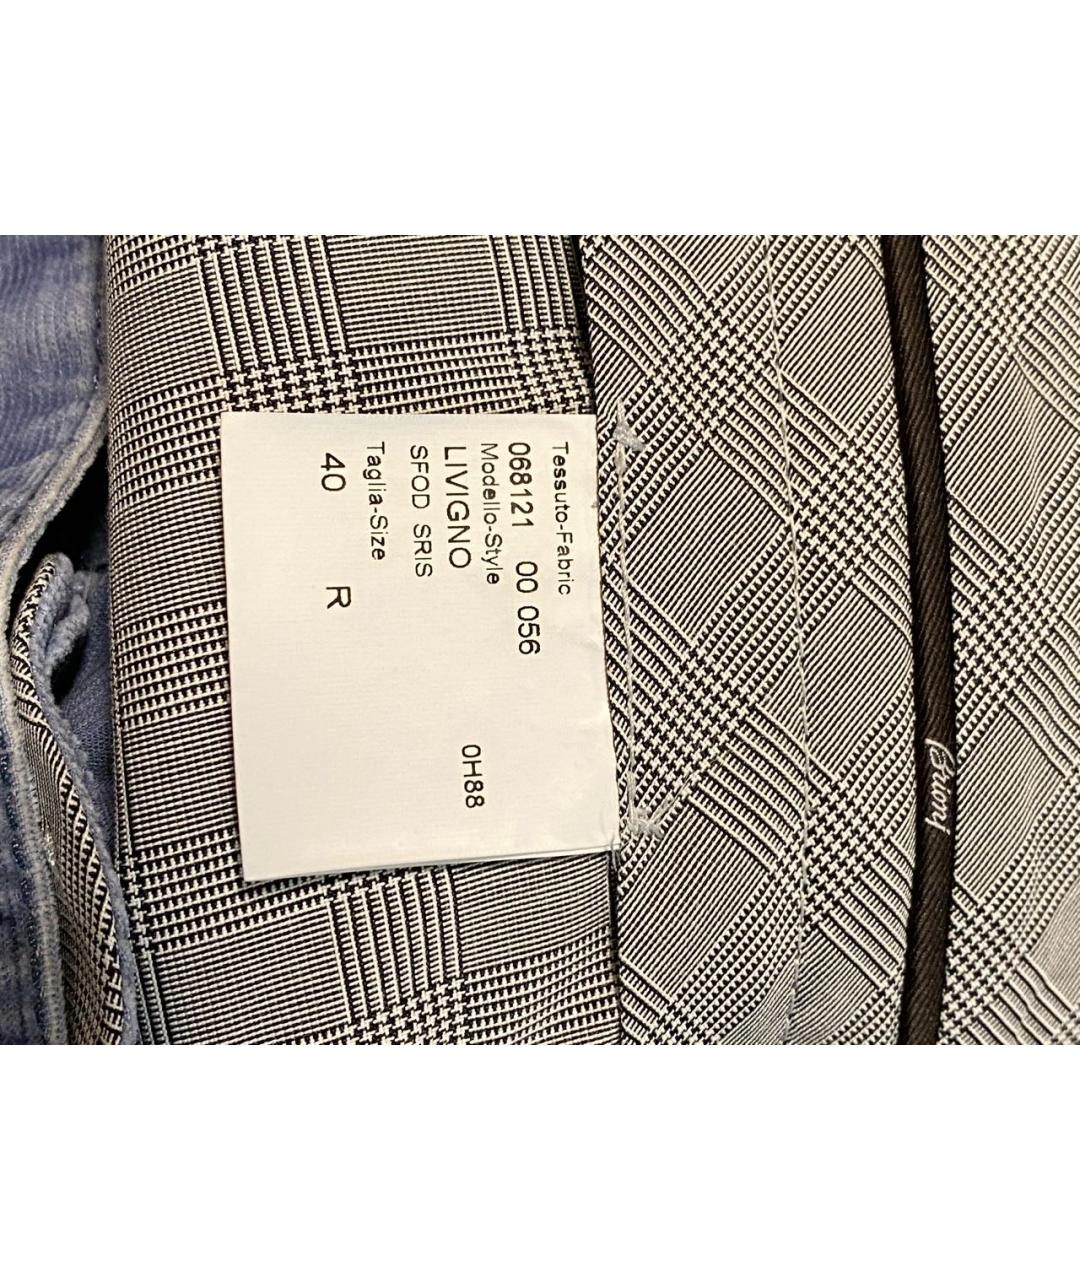 Tessuto-Fabric
068121 00 056
Modello-Style
LIVIGNO 0H88
SFOD SRIS
Taglia-Size
40 R
Brioni